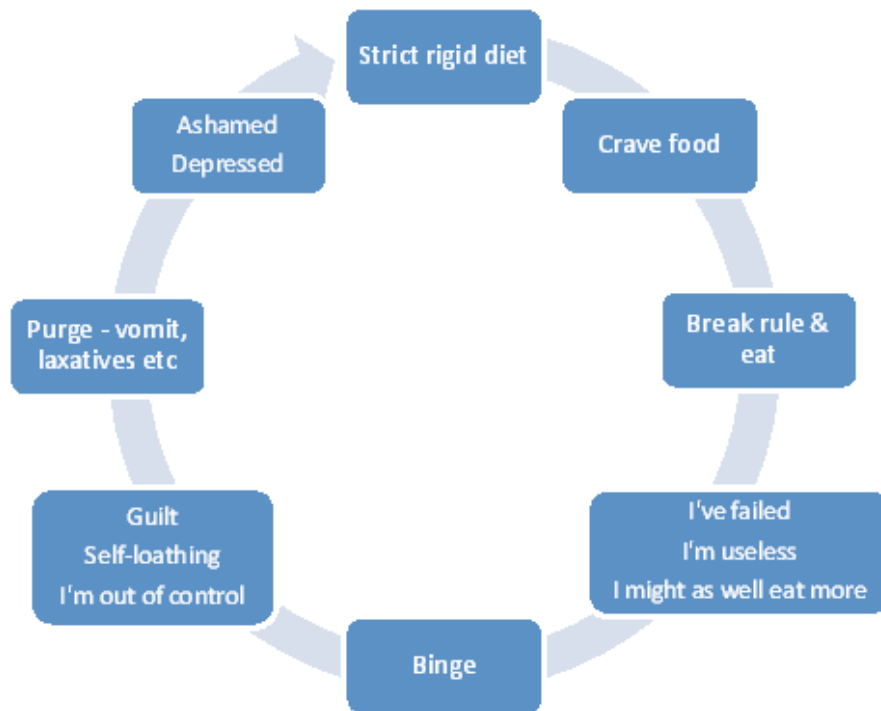 Strict rigid diet
Crave food
Break rule &
eat
I've failed
I'm useless
I might as well eat more
Binge
Guilt
Self-loathing
I'm out of control
Purge - vomit,
laxatives etc
Ashamed
Depressed